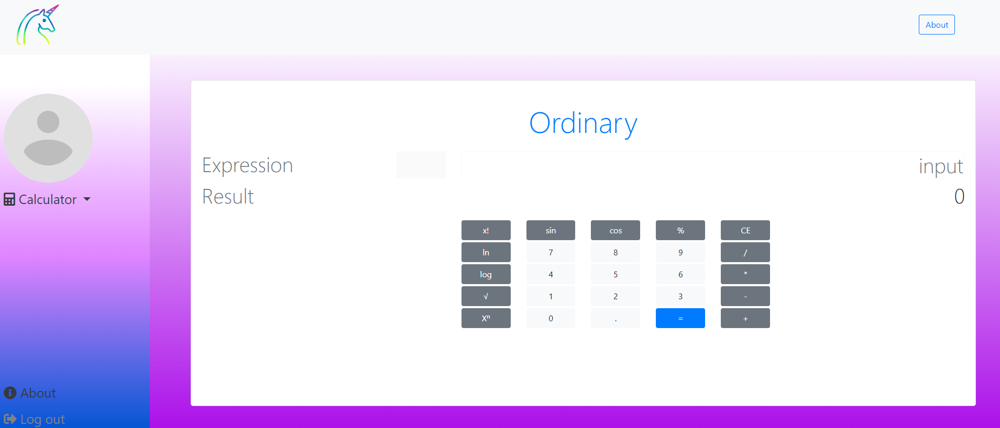 About
Calculator
About
Log out
Ordinary
Expression
input
Result
0
x! sin cos % CE
ln 7 8 9 /
log 4 5 6 *
√ 1 2 3 -
Xⁿ 0 . = +